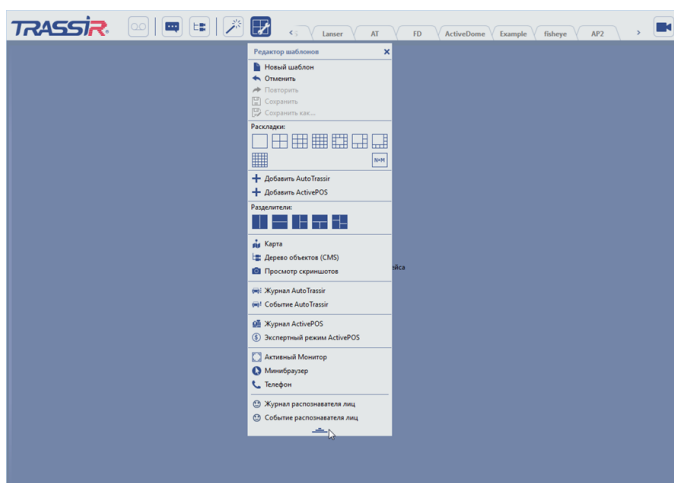 TRASSIR
Lanser AT FD ActiveDome Example fisheye AP2
Редактор шаблонов
Новый шаблон
Отменить
Повторить
Сохранить
Сохранить как...
Раскладки:
N×M
Добавить AutoTrassir
Добавить ActivePOS
Разделители:
Карта
Дерево объектов (CMS)
Просмотр скриншотов
Журнал AutoTrassir
Событие AutoTrassir
Журнал ActivePOS
Экспертный режим ActivePOS
Активный Монитор
Минибраузер
Телефон
Журнал распознавателя лиц
Событие распознавателя лиц